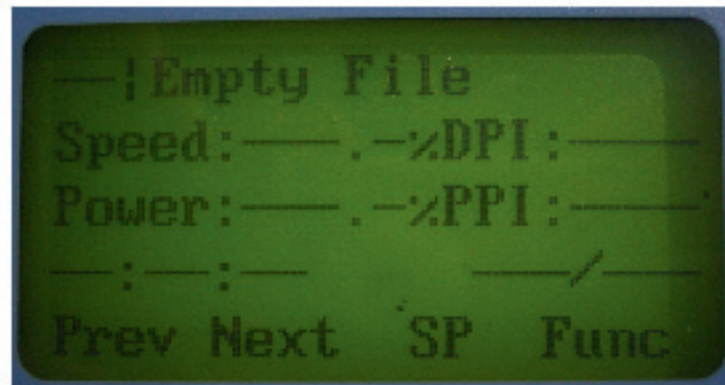 --|Empty File
Speed:---.-%DPI:----
Power:---.-%PPI:----
--:--:-- ---/---
Prev Next SP Func